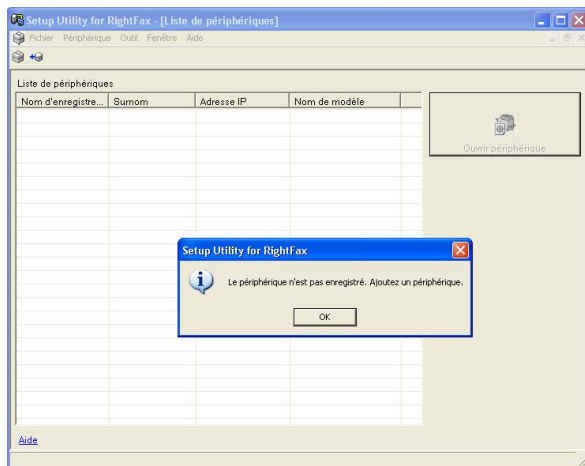 Setup Utility for RightFax - [Liste de périphériques]
Fichier Périphérique Outil Fenêtre Aide
Liste de périphériques
Nom d'enregistre... Surnom Adresse IP Nom de modèle
Ouvrir périphérique
Setup Utility for RightFax
Le périphérique n'est pas enregistré. Ajoutez un périphérique.
OK
Aide